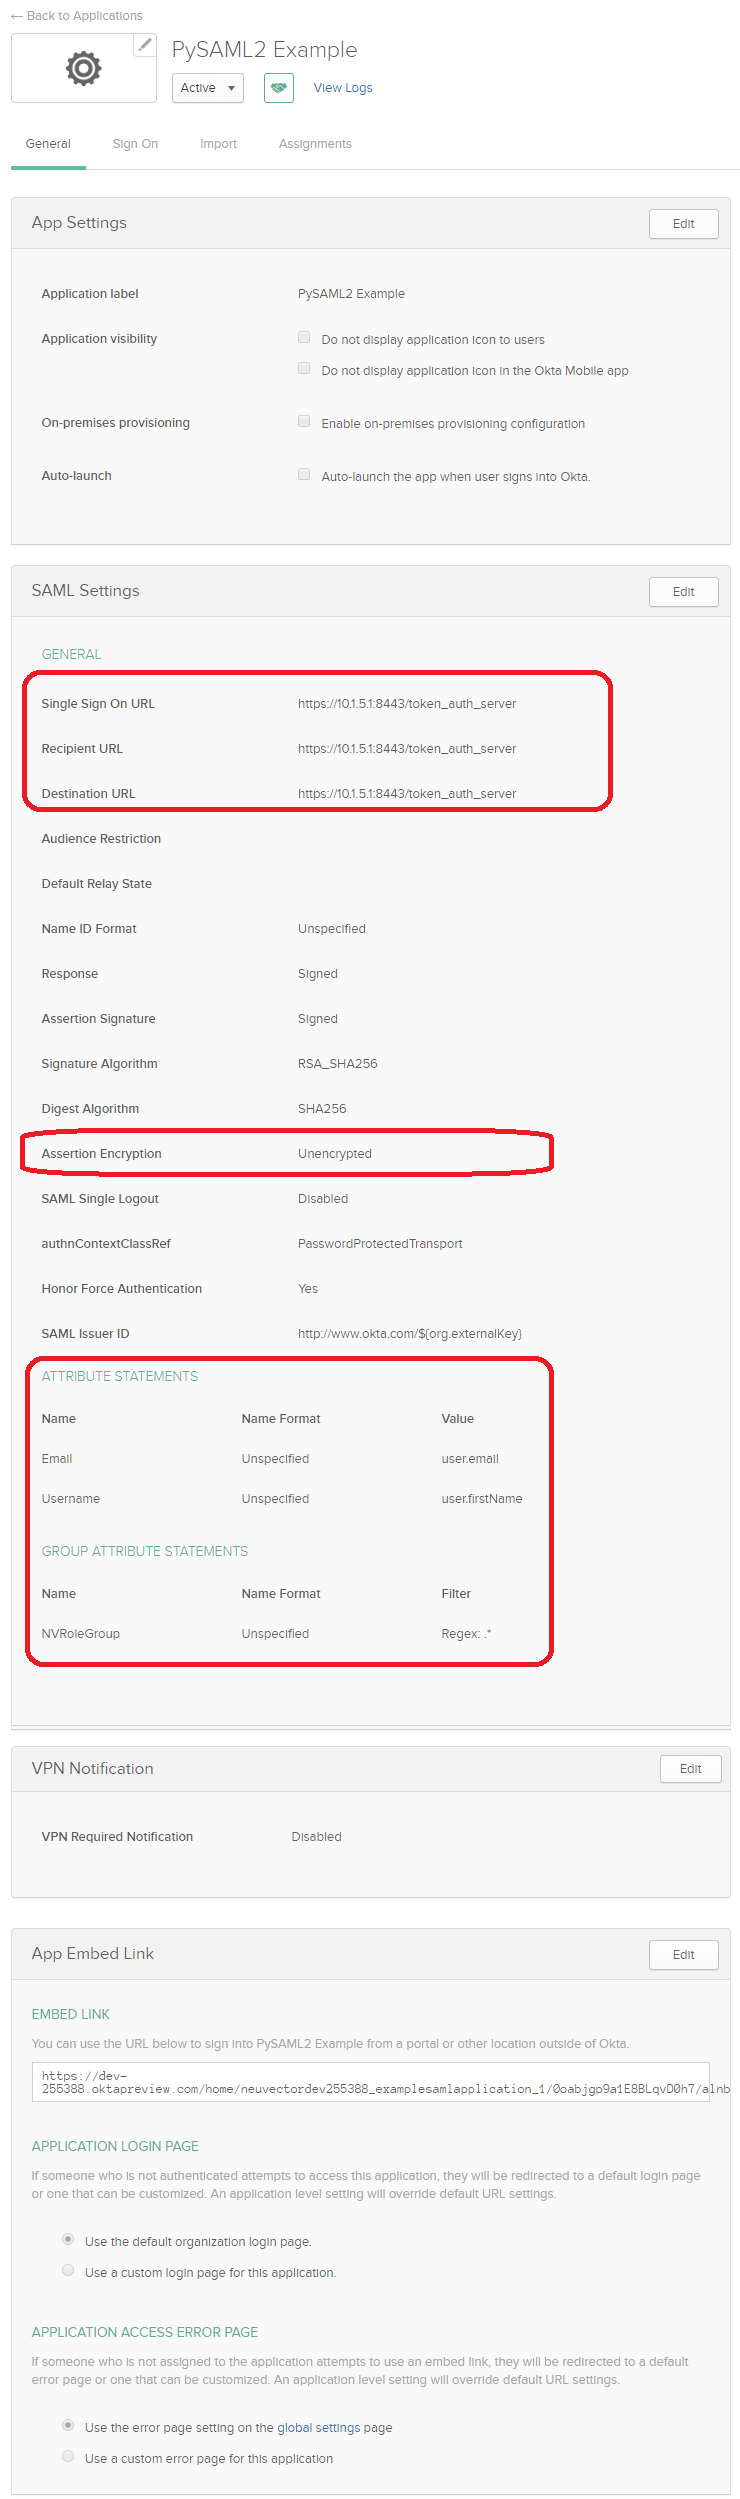 ← Back to Applications
PySAML2 Example
Active
View Logs
General Sign On Import Assignments
App Settings Edit
Application label PySAML2 Example
Application visibility Do not display application icon to users
Do not display application icon in the Okta Mobile app
On-premises provisioning Enable on-premises provisioning configuration
Auto-launch Auto-launch the app when user signs into Okta.
SAML Settings Edit
GENERAL
Single Sign On URL https://10.1.5.1:8443/token_auth_server
Recipient URL https://10.1.5.1:8443/token_auth_server
Destination URL https://10.1.5.1:8443/token_auth_server
Audience Restriction
Default Relay State
Name ID Format Unspecified
Response Signed
Assertion Signature Signed
Signature Algorithm RSA_SHA256
Digest Algorithm SHA256
Assertion Encryption Unencrypted
SAML Single Logout Disabled
authnContextClassRef PasswordProtectedTransport
Honor Force Authentication Yes
SAML Issuer ID http://www.okta.com/${org.externalKey}
ATTRIBUTE STATEMENTS
Name Name Format Value
Email Unspecified user.email
Username Unspecified user.firstName
GROUP ATTRIBUTE STATEMENTS
Name Name Format Filter
NVRoleGroup Unspecified Regex: .*
VPN Notification Edit
VPN Required Notification Disabled
App Embed Link Edit
EMBED LINK
You can use the URL below to sign into PySAML2 Example from a portal or other location outside of Okta.
https://dev-
255388.oktapreview.com/home/neuvectordev255388_examplesamlapplication_1/0oabjgp9a1E8BLqvD0h7/alnb
APPLICATION LOGIN PAGE
If someone who is not authenticated attempts to access this application, they will be redirected to a default login page
or one that can be customized. An application level setting will override default URL settings.
Use the default organization login page.
Use a custom login page for this application.
APPLICATION ACCESS ERROR PAGE
If someone who is not assigned to the application attempts to use an embed link, they will be redirected to a default
error page or one that can be customized. An application level setting will override default URL settings.
Use the error page setting on the global settings page
Use a custom error page for this application